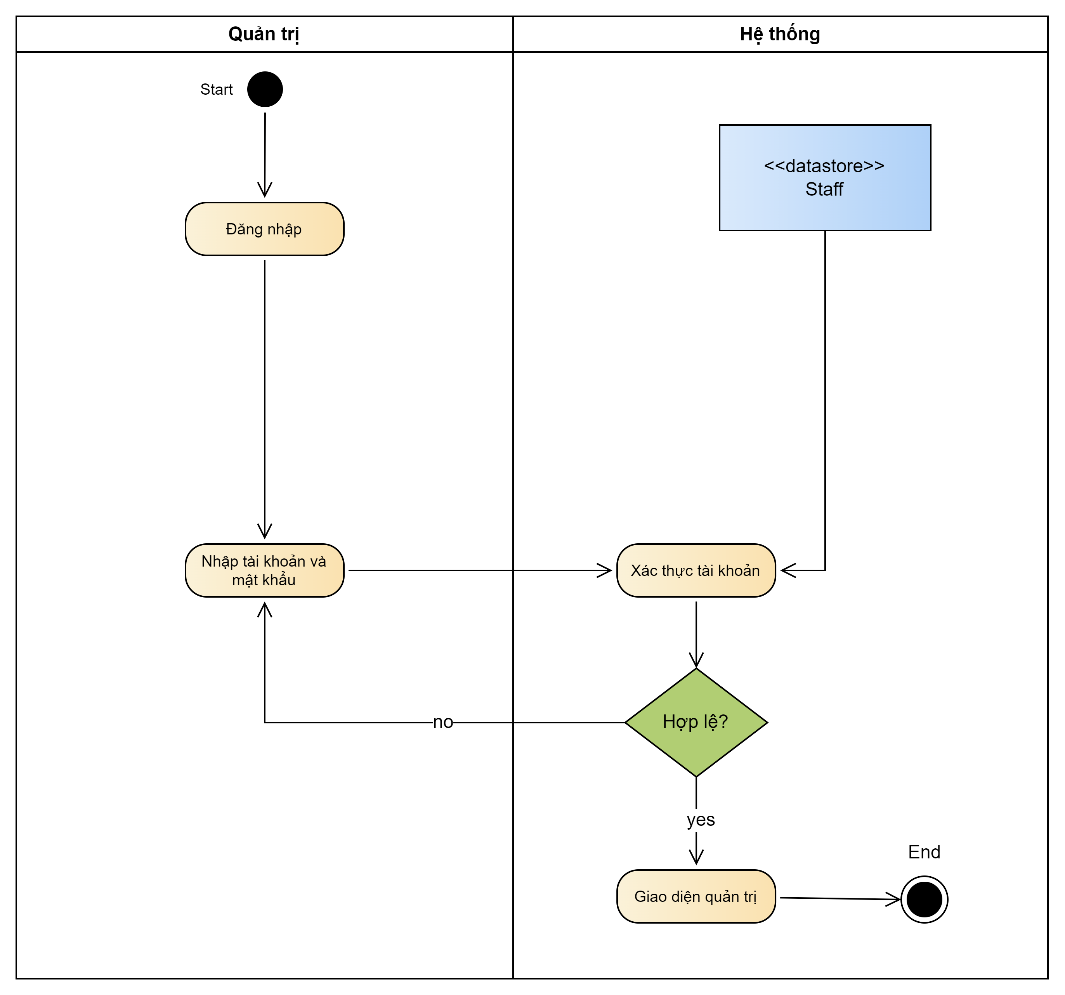 Quản trị
Hệ thống
Start
<<datastore>>
Staff
Đăng nhập
Nhập tài khoản và
mật khẩu
Xác thực tài khoản
Hợp lệ?
no
yes
End
Giao diện quản trị